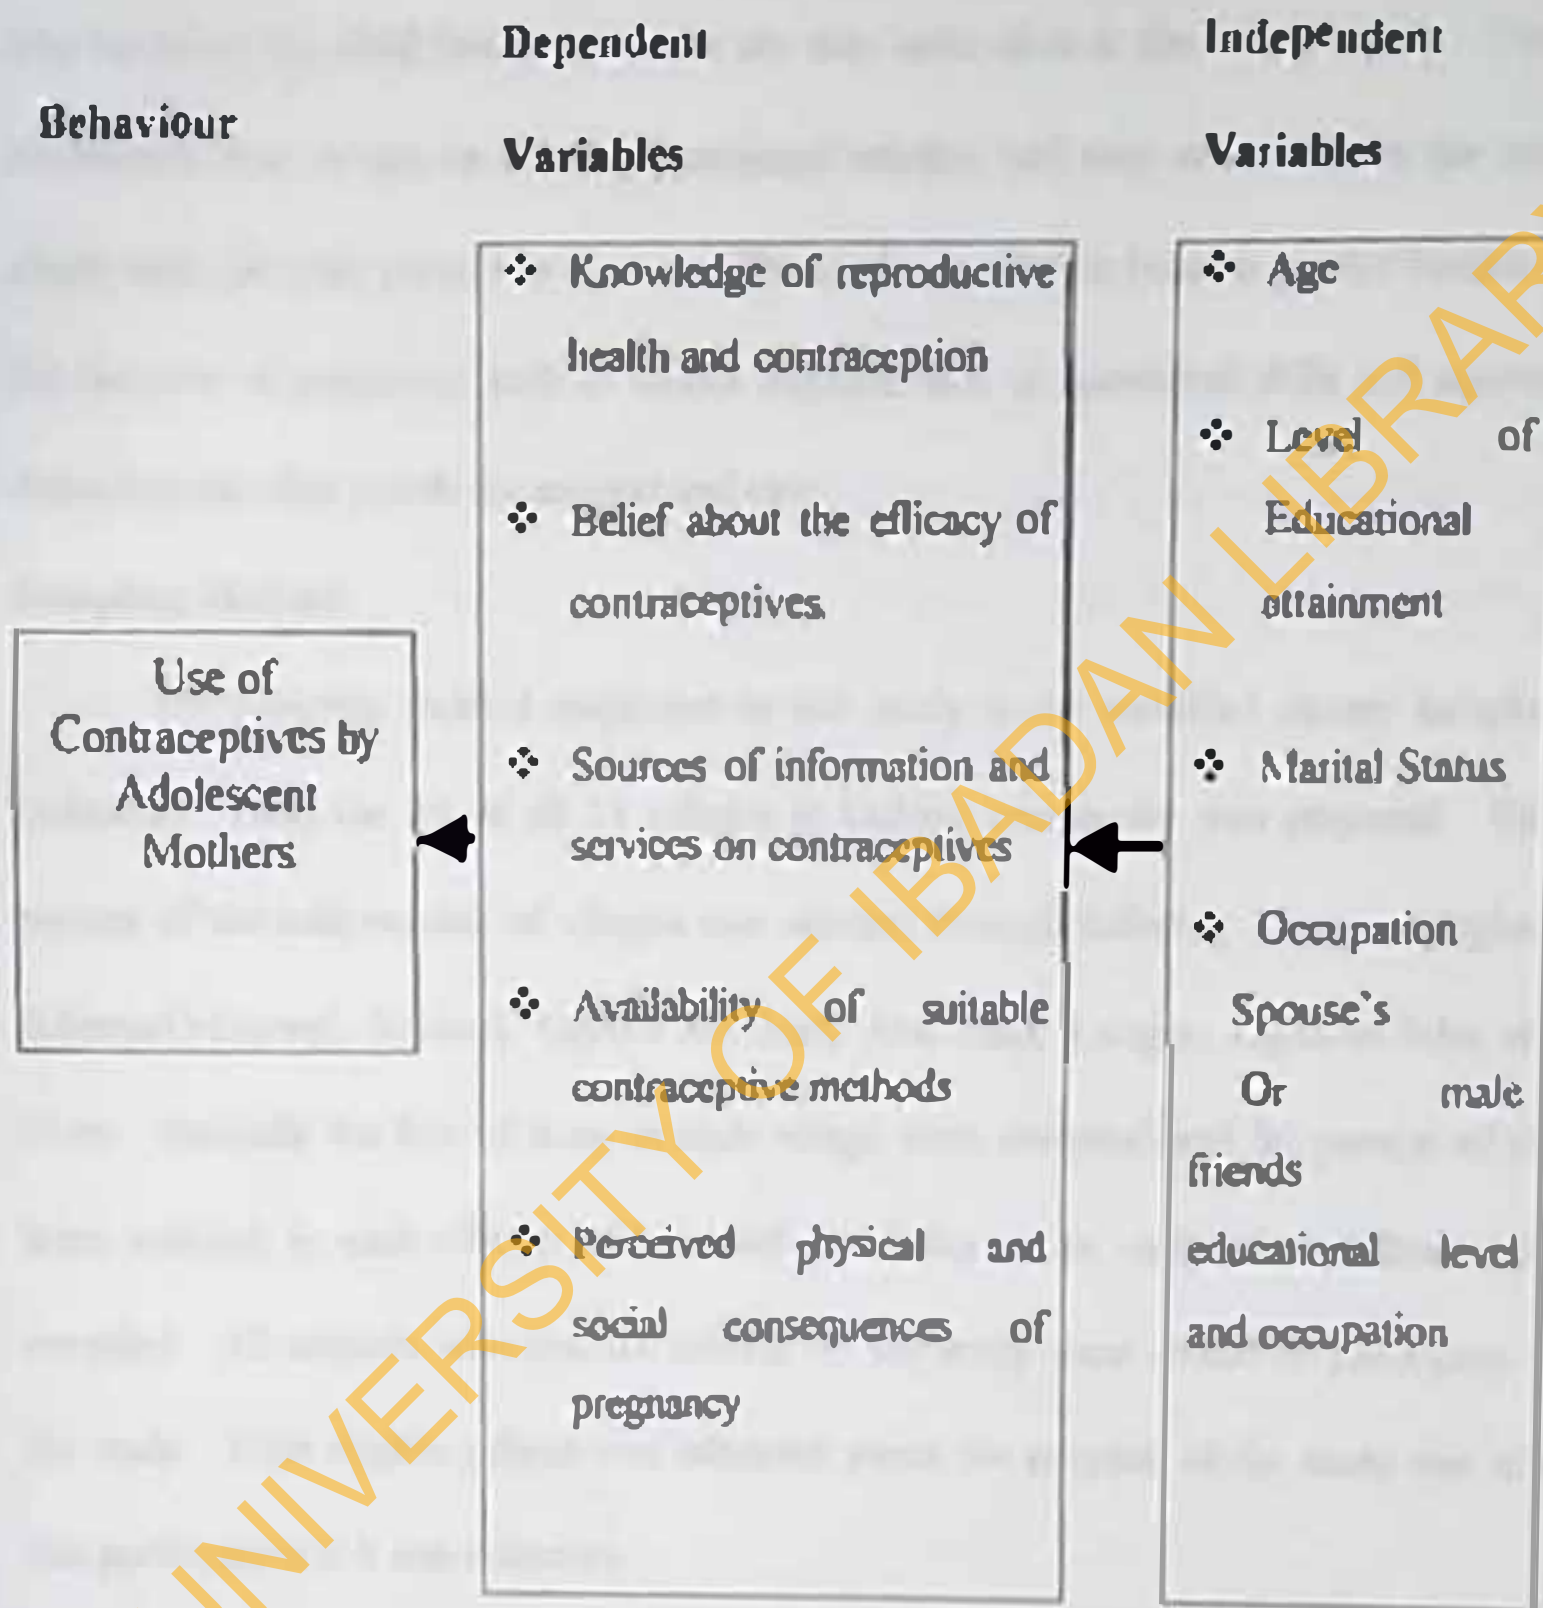 Behaviour
Dependent
Variables
Independent
Variables
Use of
Contraceptives by
Adolescent
Mothers
❖ Knowledge of reproductive
health and contraception
❖ Belief about the efficacy of
contraceptives.
❖ Sources of information and
services on contraceptives
❖ Availability of suitable
contraceptive methods
❖ Perceived physical and
social consequences of
pregnancy
❖ Age
❖ Level of
Educational
attainment
❖ Marital Status
❖ Occupation
Spouse's
Or male
friends
educational level
and occupation
UNIVERSITY OF IBADAN LIBRARY